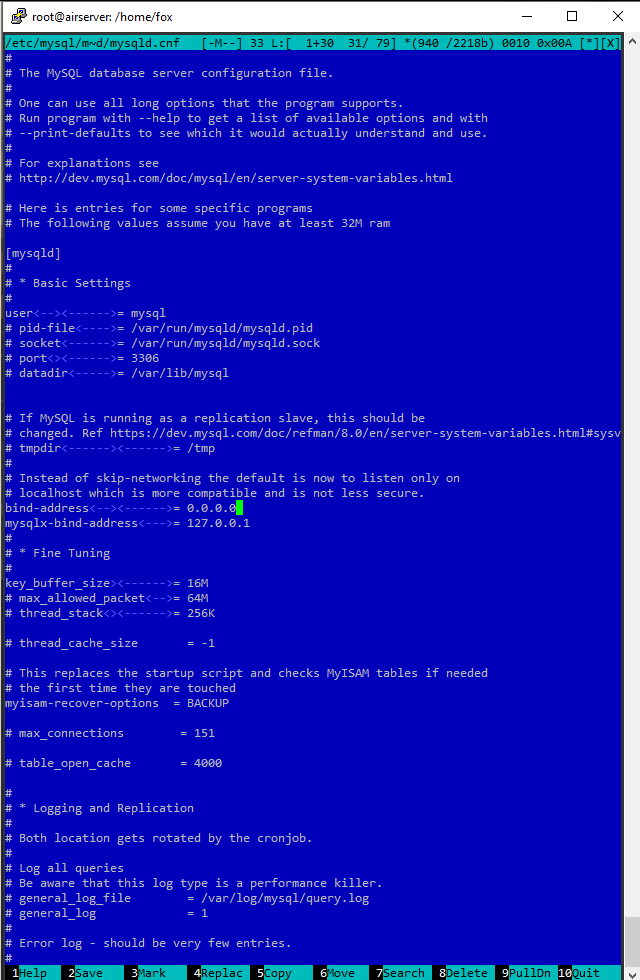 root@airserver: /home/fox
/etc/mysql/m~d/mysqld.cnf   [-M--] 33 L:[  1+30  31/ 79] *(940 /2218b) 0010 0x00A [*][X]
#
# The MySQL database server configuration file.
#
# One can use all long options that the program supports.
# Run program with --help to get a list of available options and with
# --print-defaults to see which it would actually understand and use.
#
# For explanations see
# http://dev.mysql.com/doc/mysql/en/server-system-variables.html

# Here is entries for some specific programs
# The following values assume you have at least 32M ram

[mysqld]
#
# * Basic Settings
#
user<--><------>= mysql
# pid-file<---->= /var/run/mysqld/mysqld.pid
# socket<------>= /var/run/mysqld/mysqld.sock
# port<><------>= 3306
# datadir<----->= /var/lib/mysql


# If MySQL is running as a replication slave, this should be
# changed. Ref https://dev.mysql.com/doc/refman/8.0/en/server-system-variables.html#sysv
# tmpdir<------>= /tmp
#
# Instead of skip-networking the default is now to listen only on
# localhost which is more compatible and is not less secure.
bind-address<--><------>= 0.0.0.0
mysqlx-bind-address<--->= 127.0.0.1
#
# * Fine Tuning
#
key_buffer_size><------>= 16M
# max_allowed_packet<-->= 64M
# thread_stack<><------>= 256K

# thread_cache_size       = -1

# This replaces the startup script and checks MyISAM tables if needed
# the first time they are touched
myisam-recover-options  = BACKUP

# max_connections        = 151

# table_open_cache       = 4000

#
# * Logging and Replication
#
# Both location gets rotated by the cronjob.
#
# Log all queries
# Be aware that this log type is a performance killer.
# general_log_file        = /var/log/mysql/query.log
# general_log             = 1
#
# Error log - should be very few entries.
#
1Help  2Save  3Mark  4Replac  5Copy  6Move  7Search  8Delete  9PullDn  10Quit